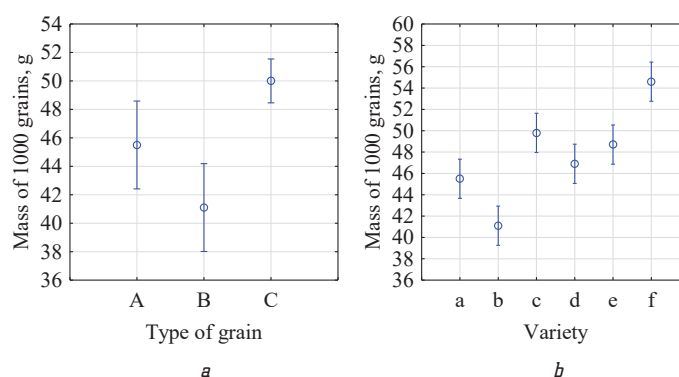 Mass of 1000 grains, g
54
52
50
48
46
44
42
40
38
36
A B C
Type of grain
a
Mass of 1000 grains, g
60
58
56
54
52
50
48
46
44
42
40
38
36
a b c d e f
Variety
b